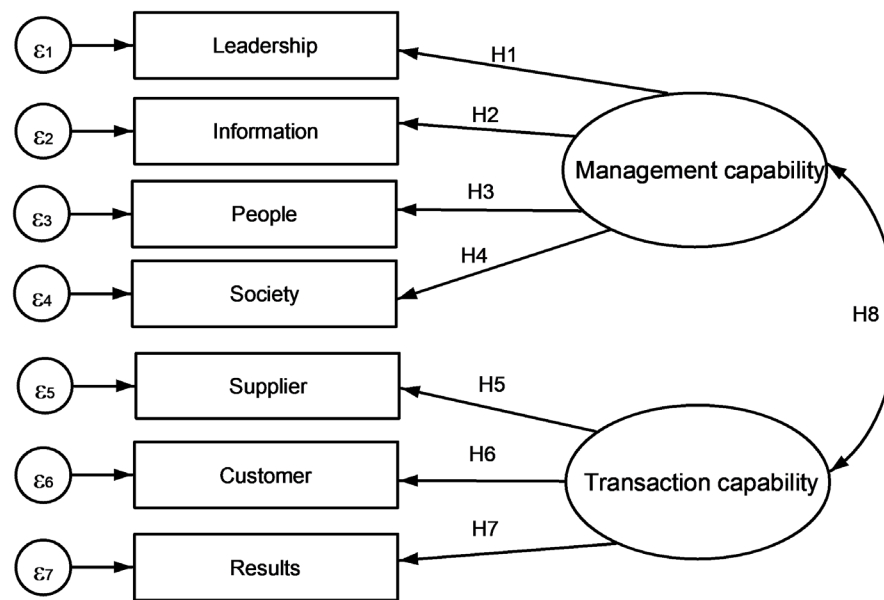 ε1
Leadership
H1
ε2
Information
H2
Management capability
ε3
People
H3
ε4
Society
H4
H8
ε5
Supplier
H5
ε6
Customer
H6
Transaction capability
ε7
Results
H7